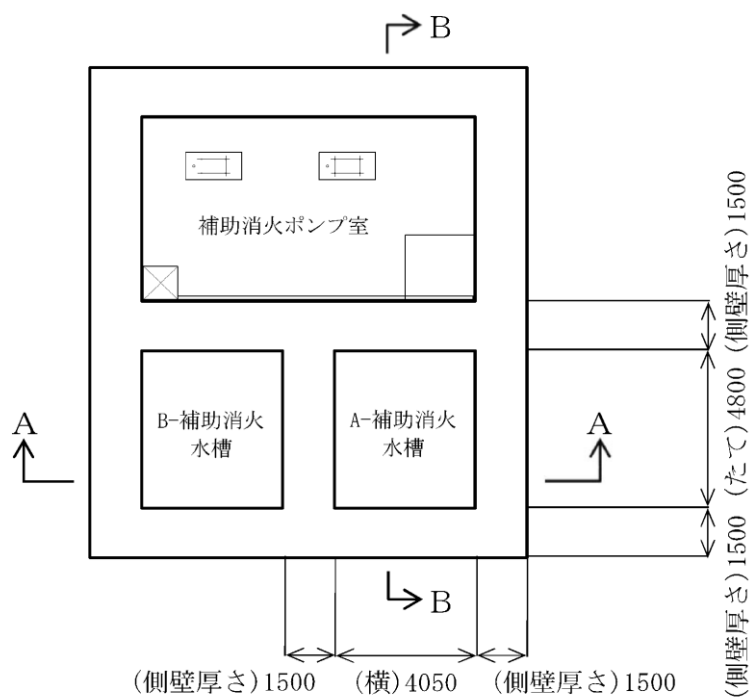 B
補助消火ポンプ室
B-補助消火
水槽
A-補助消火
水槽
A
A
B
(側壁厚さ)1500
(たて)4800
(側壁厚さ)1500
(側壁厚さ)1500
(横)4050
(側壁厚さ)1500